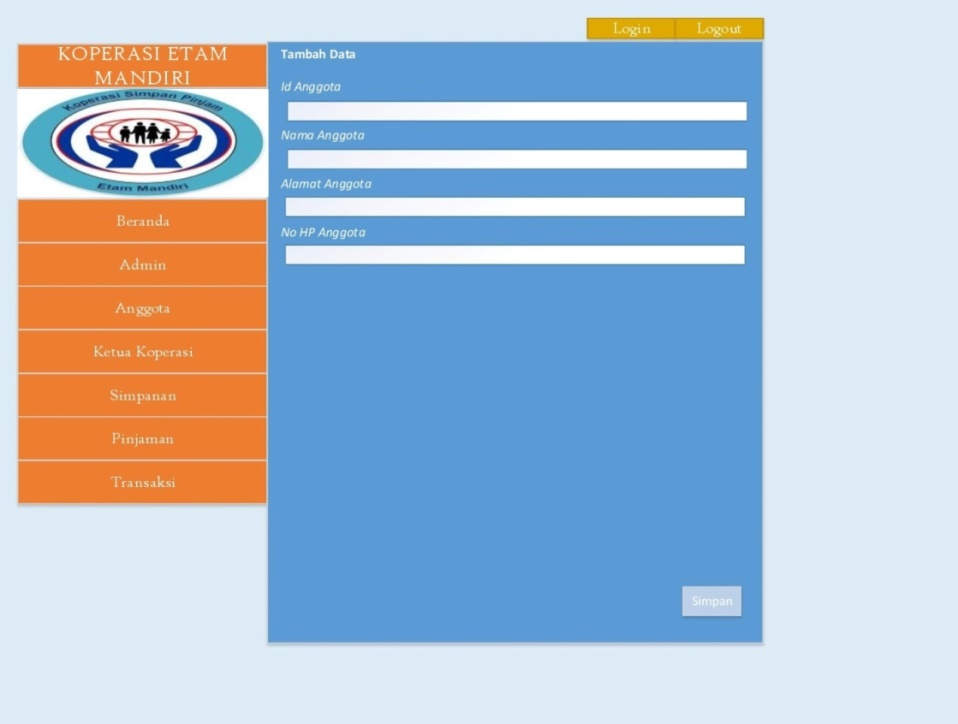 Login
Logout
KOPERASI ETAM
MANDIRI
Koperasi Simpan Pinjam
Etam Mandiri
Beranda
Admin
Anggota
Ketua Koperasi
Simpanan
Pinjaman
Transaksi
Tambah Data
Id Anggota
Nama Anggota
Alamat Anggota
No HP Anggota
Simpan